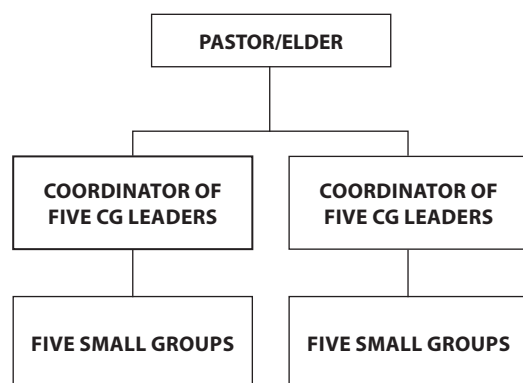 PASTOR/ELDER
COORDINATOR OF
FIVE CG LEADERS
COORDINATOR OF
FIVE CG LEADERS
FIVE SMALL GROUPS
FIVE SMALL GROUPS